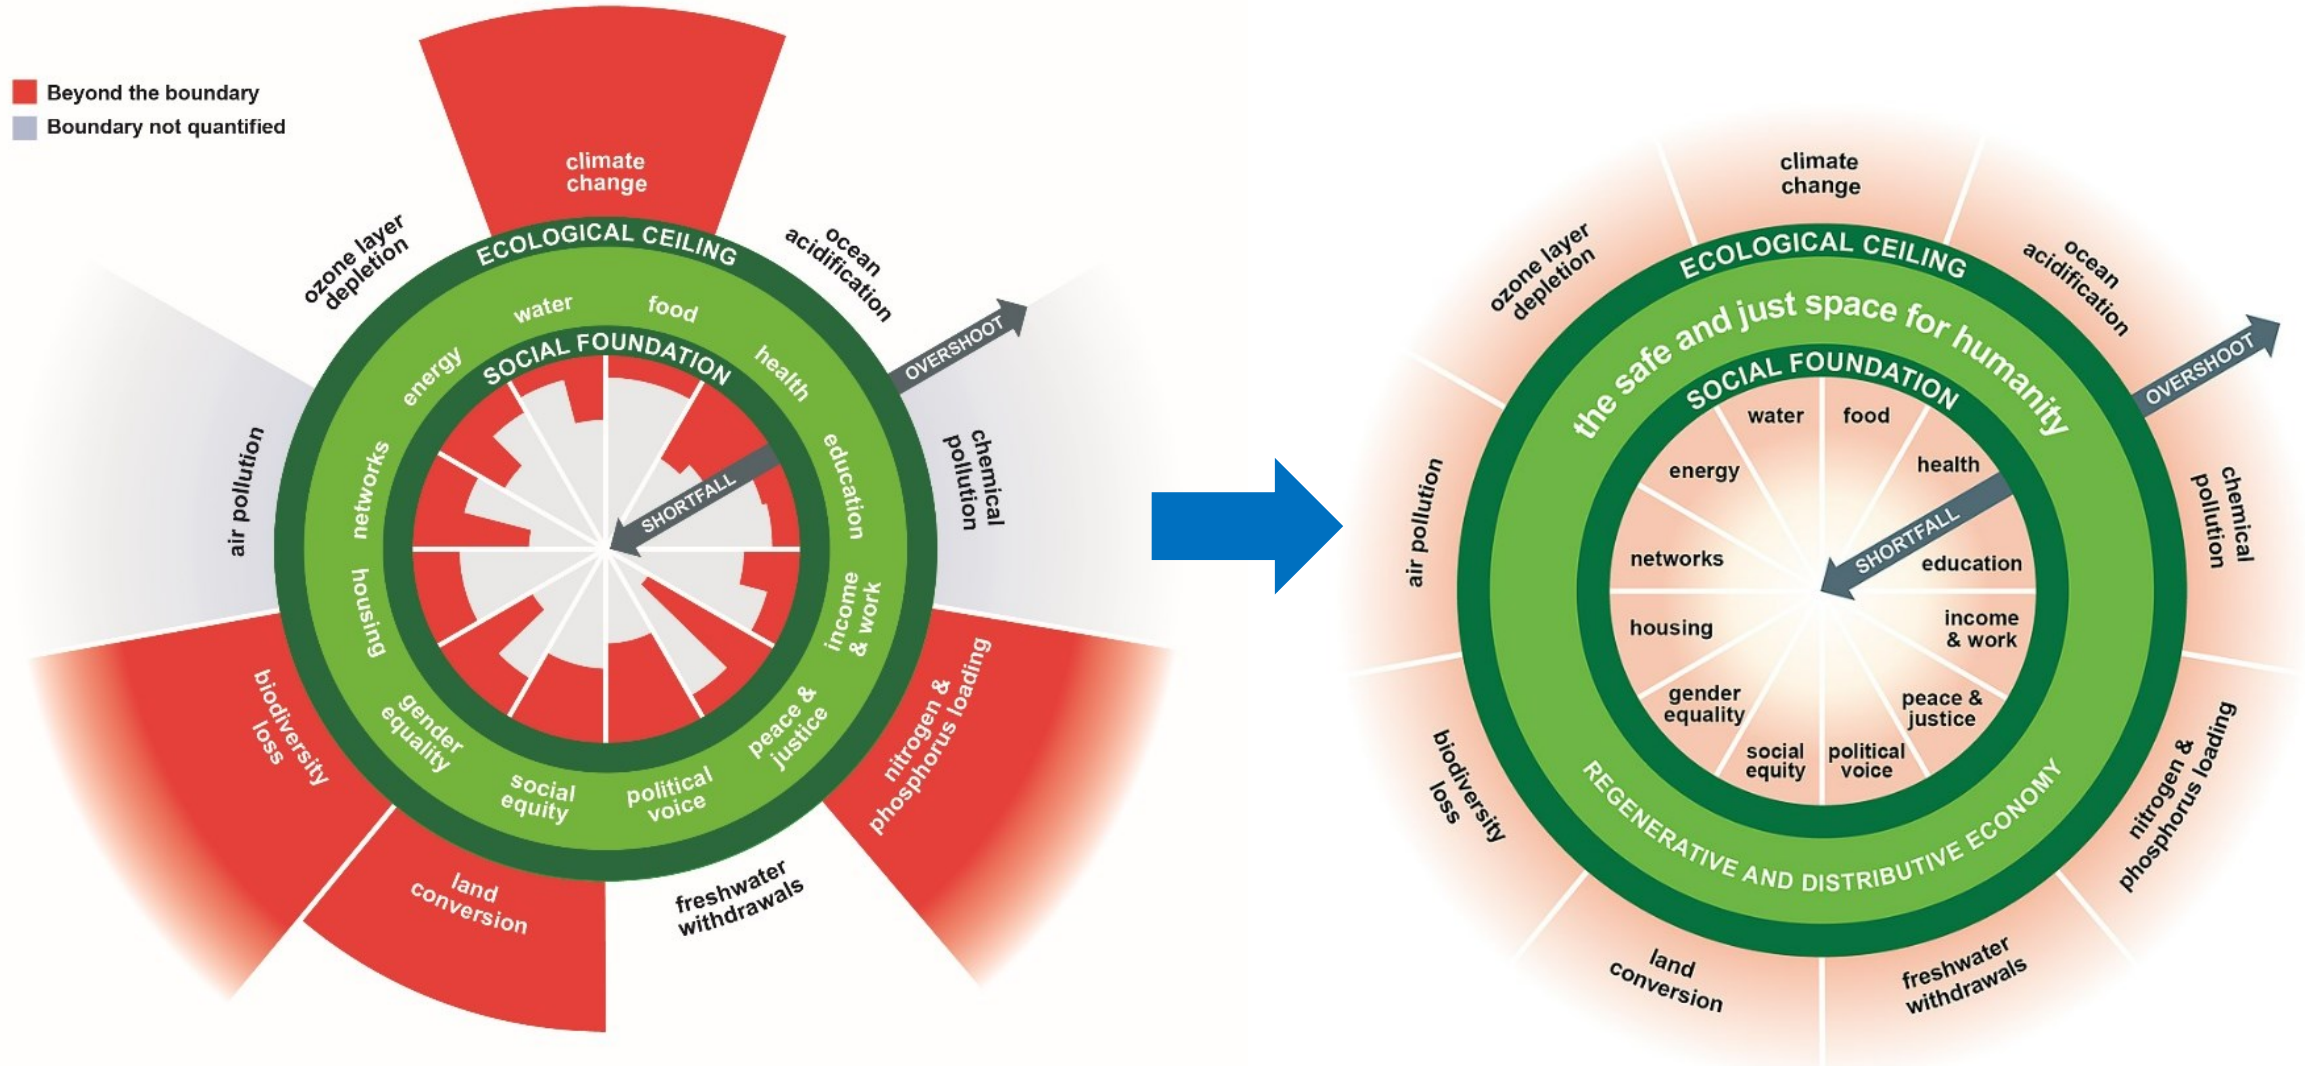 Beyond the boundary
Boundary not quantified
climate
change
ozone layer
depletion
ocean
acidification
ECOLOGICAL CEILING
OVERSHOOT
water
food
energy
health
SOCIAL FOUNDATION
networks
education
air pollution
chemical
pollution
SHORTFALL
housing
income
& work
biodiversity
loss
gender
equality
peace &
justice
nitrogen &
phosphorus loading
social
equity
political
voice
land
conversion
freshwater
withdrawals
climate
change
ozone layer
depletion
ocean
acidification
ECOLOGICAL CEILING
the safe and just space for humanity
OVERSHOOT
SOCIAL FOUNDATION
water
food
energy
health
air pollution
chemical
pollution
SHORTFALL
networks
education
housing
income
& work
gender
equality
peace &
justice
social
equity
political
voice
biodiversity
loss
REGENERATIVE AND DISTRIBUTIVE ECONOMY
nitrogen &
phosphorus loading
land
conversion
freshwater
withdrawals